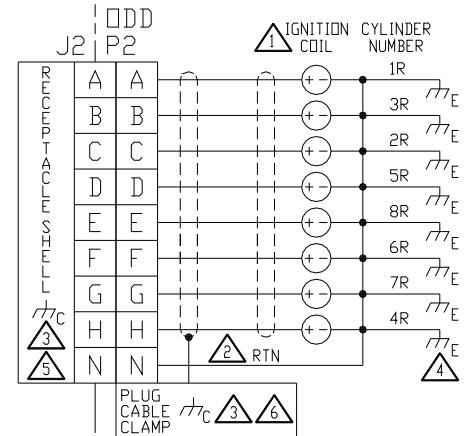 ODD
J2 P2
1 IGNITION COIL
CYLINDER NUMBER
RECEPTACLE SHELL
A A + - 1R E
B B + - 3R E
C C + - 2R E
D D + - 5R E
E E + - 8R E
F F + - 6R E
G G + - 7R E
H H + - 4R E
N N
C
3
5
2 RTN
4
PLUG
CABLE
CLAMP
C 3 6